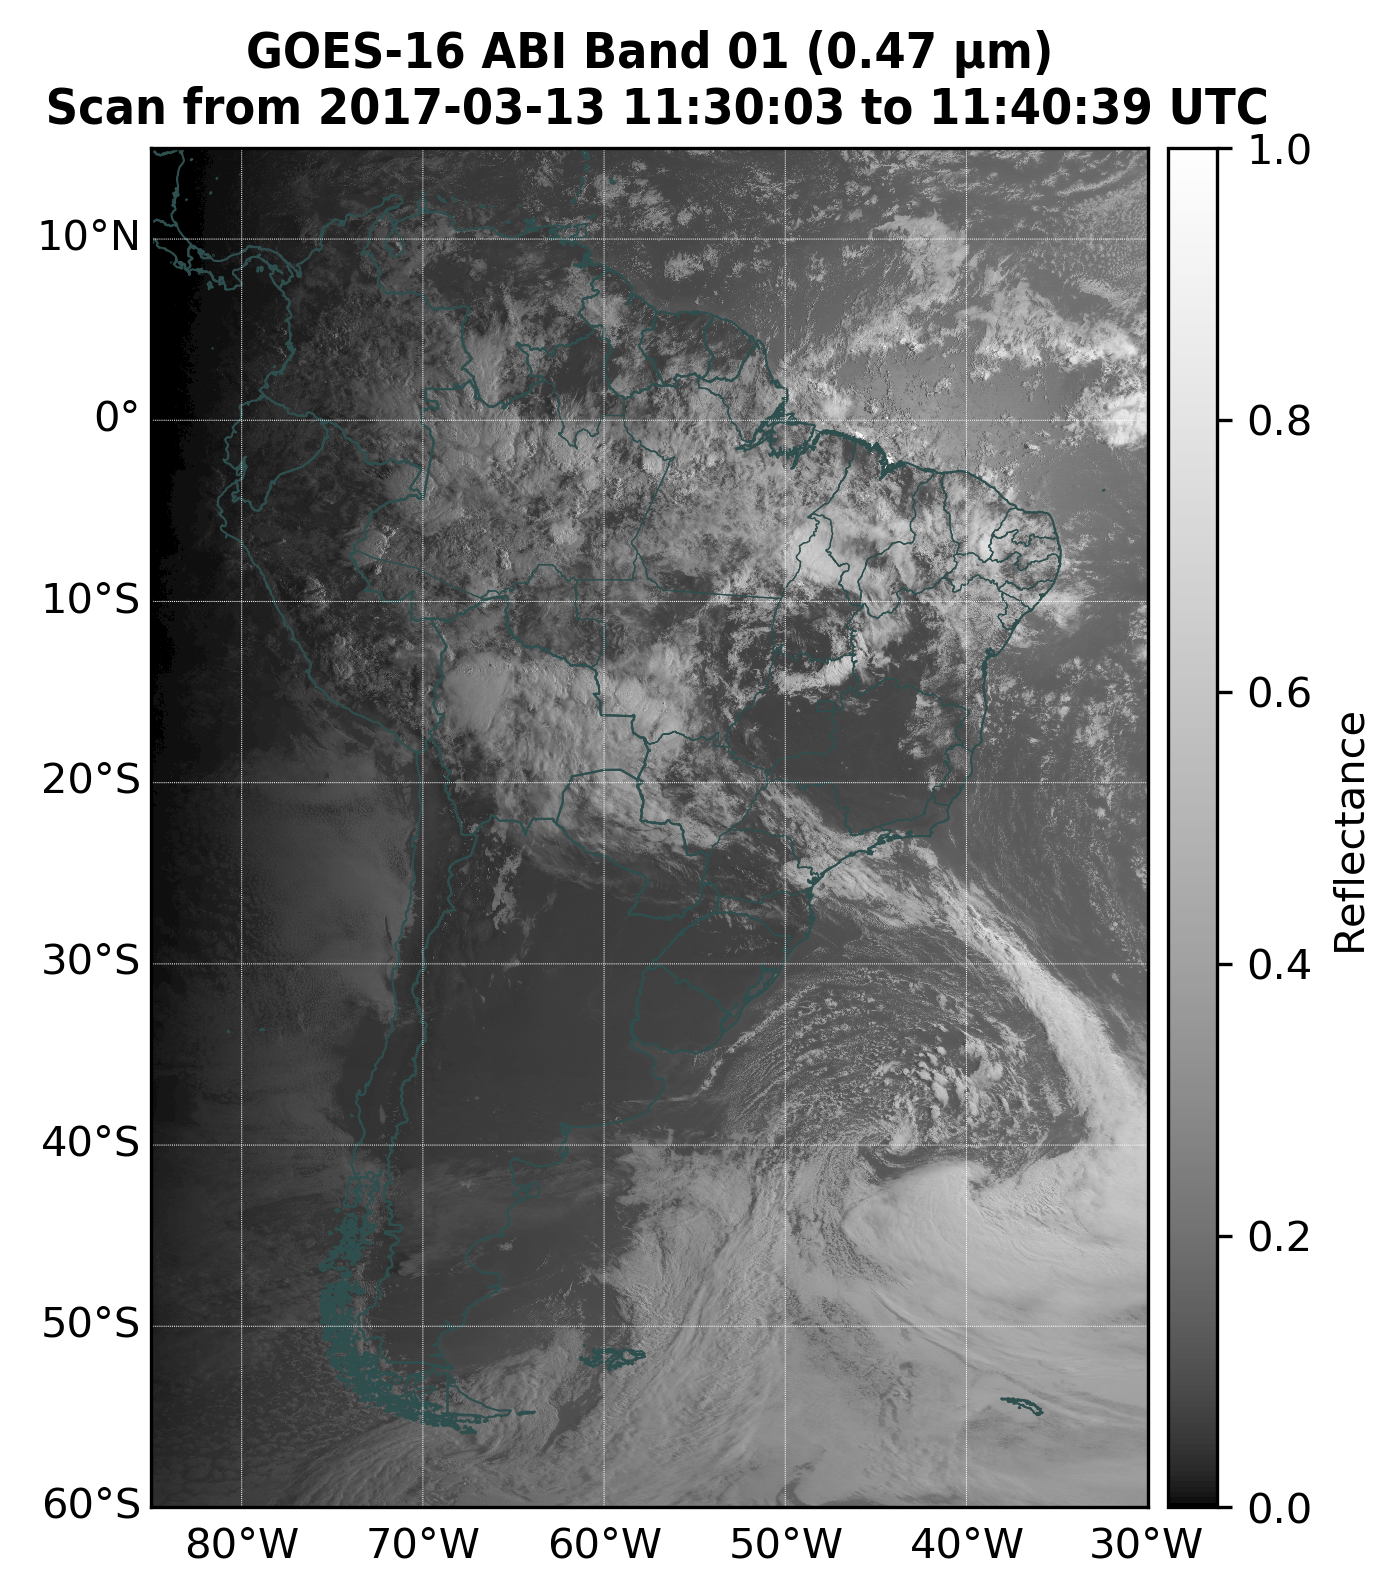 GOES-16 ABI Band 01 (0.47 µm)
Scan from 2017-03-13 11:30:03 to 11:40:39 UTC
10°N
0°
10°S
20°S
30°S
40°S
50°S
60°S
80°W
70°W
60°W
50°W
40°W
30°W
1.0
0.8
0.6
0.4
0.2
0.0
Reflectance